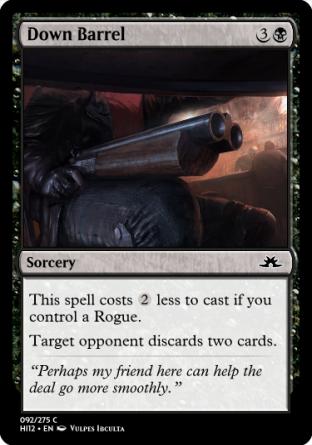 Down Barrel 3
Sorcery
This spell costs 2 less to cast if you
control a Rogue.
Target opponent discards two cards.
“Perhaps my friend here can help the
deal go more smoothly.”
092/275 C
HI12 • EN Vulpes Ibculta